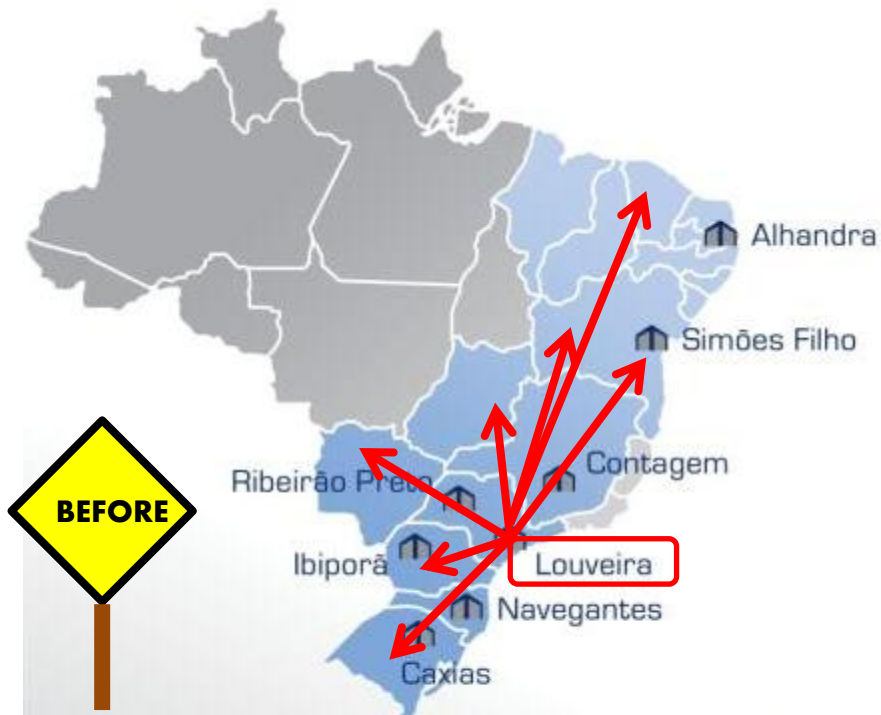 Alhandra
Simões Filho
Contagem
Ribeirão Preto
BEFORE
Ibiporã
Louveira
Navegantes
Caxias